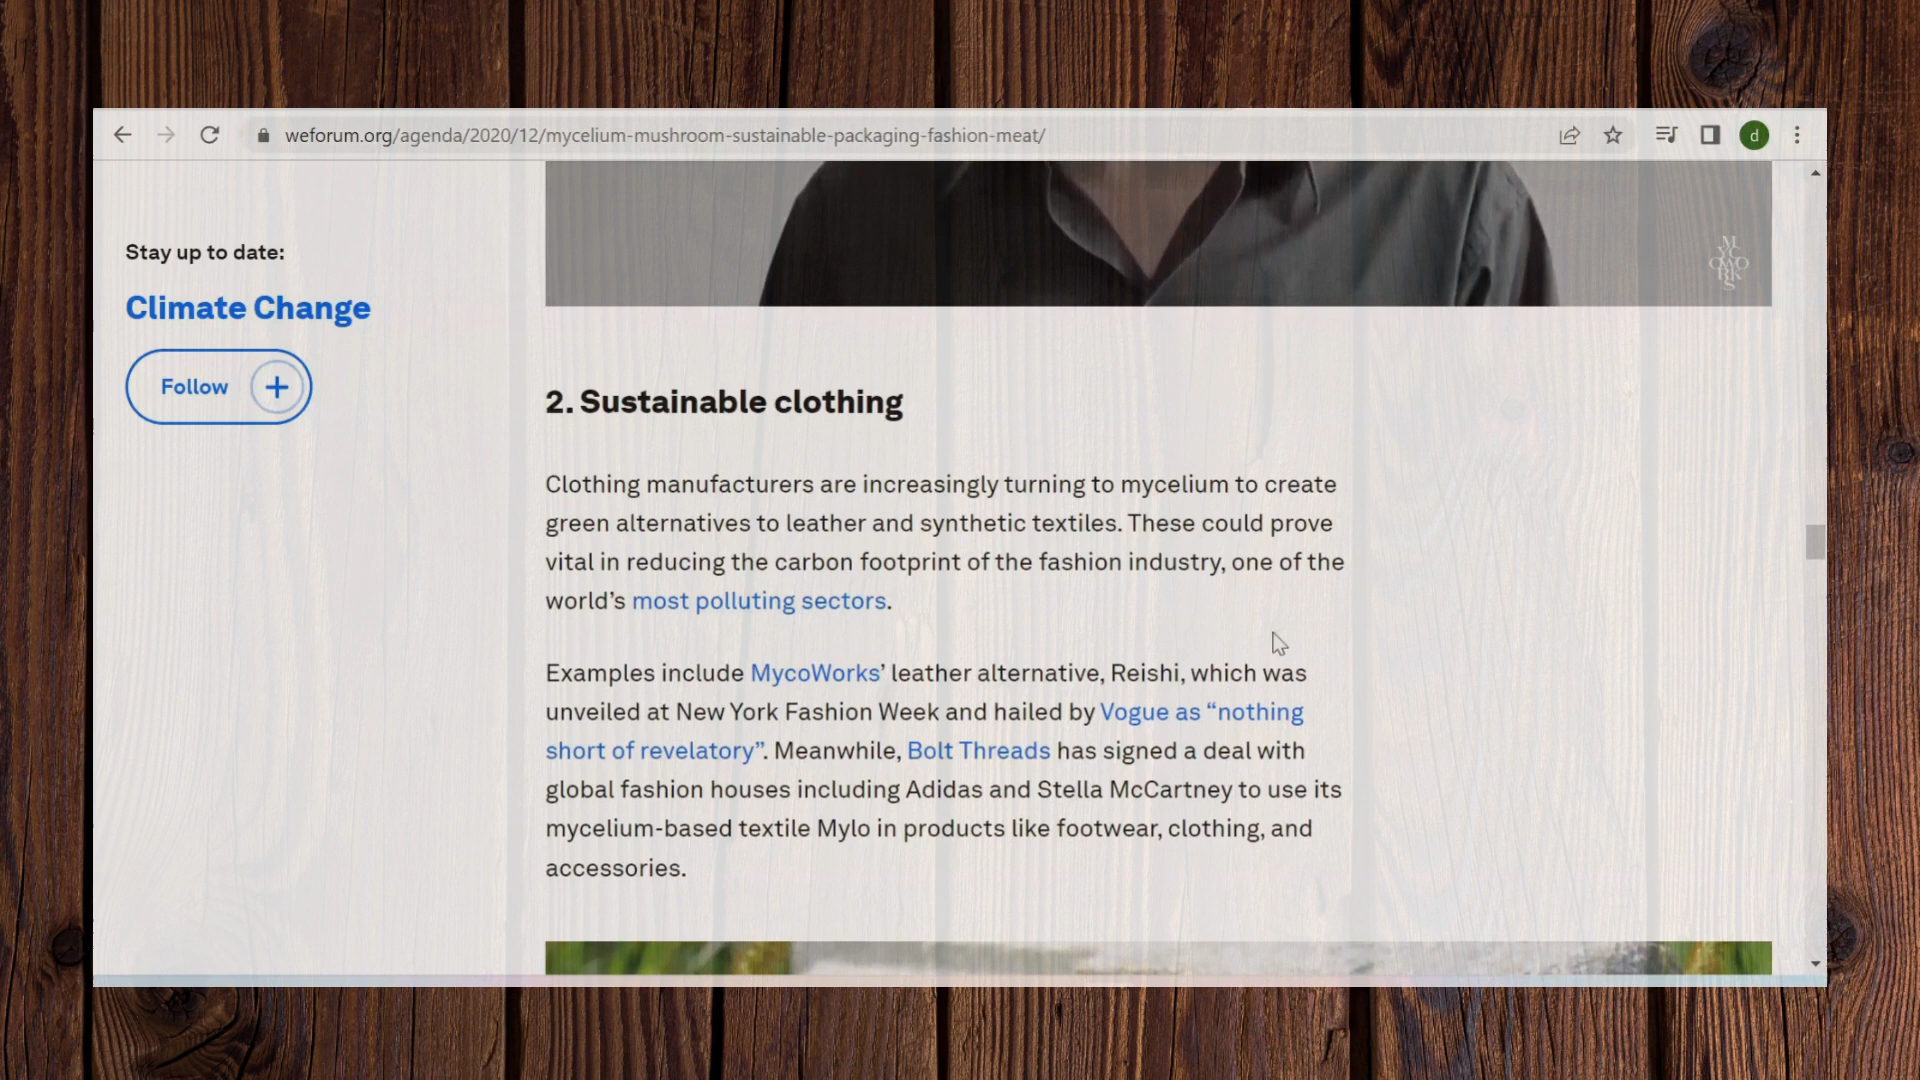 weforum.org/agenda/2020/12/mycelium-mushroom-sustainable-packaging-fashion-meat/
d
Stay up to date:
Climate Change
Follow
MYCOWORKS
2. Sustainable clothing
Clothing manufacturers are increasingly turning to mycelium to create
green alternatives to leather and synthetic textiles. These could prove
vital in reducing the carbon footprint of the fashion industry, one of the
world’s most polluting sectors.
Examples include MycoWorks’ leather alternative, Reishi, which was
unveiled at New York Fashion Week and hailed by Vogue as “nothing
short of revelatory”. Meanwhile, Bolt Threads has signed a deal with
global fashion houses including Adidas and Stella McCartney to use its
mycelium-based textile Mylo in products like footwear, clothing, and
accessories.